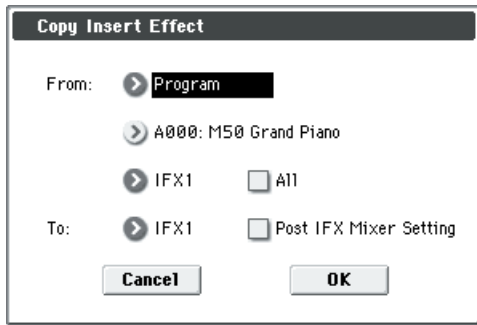 Copy Insert Effect
From: Program
A000: M50 Grand Piano
IFX1 All
To: IFX1 Post IFX Mixer Setting
Cancel OK